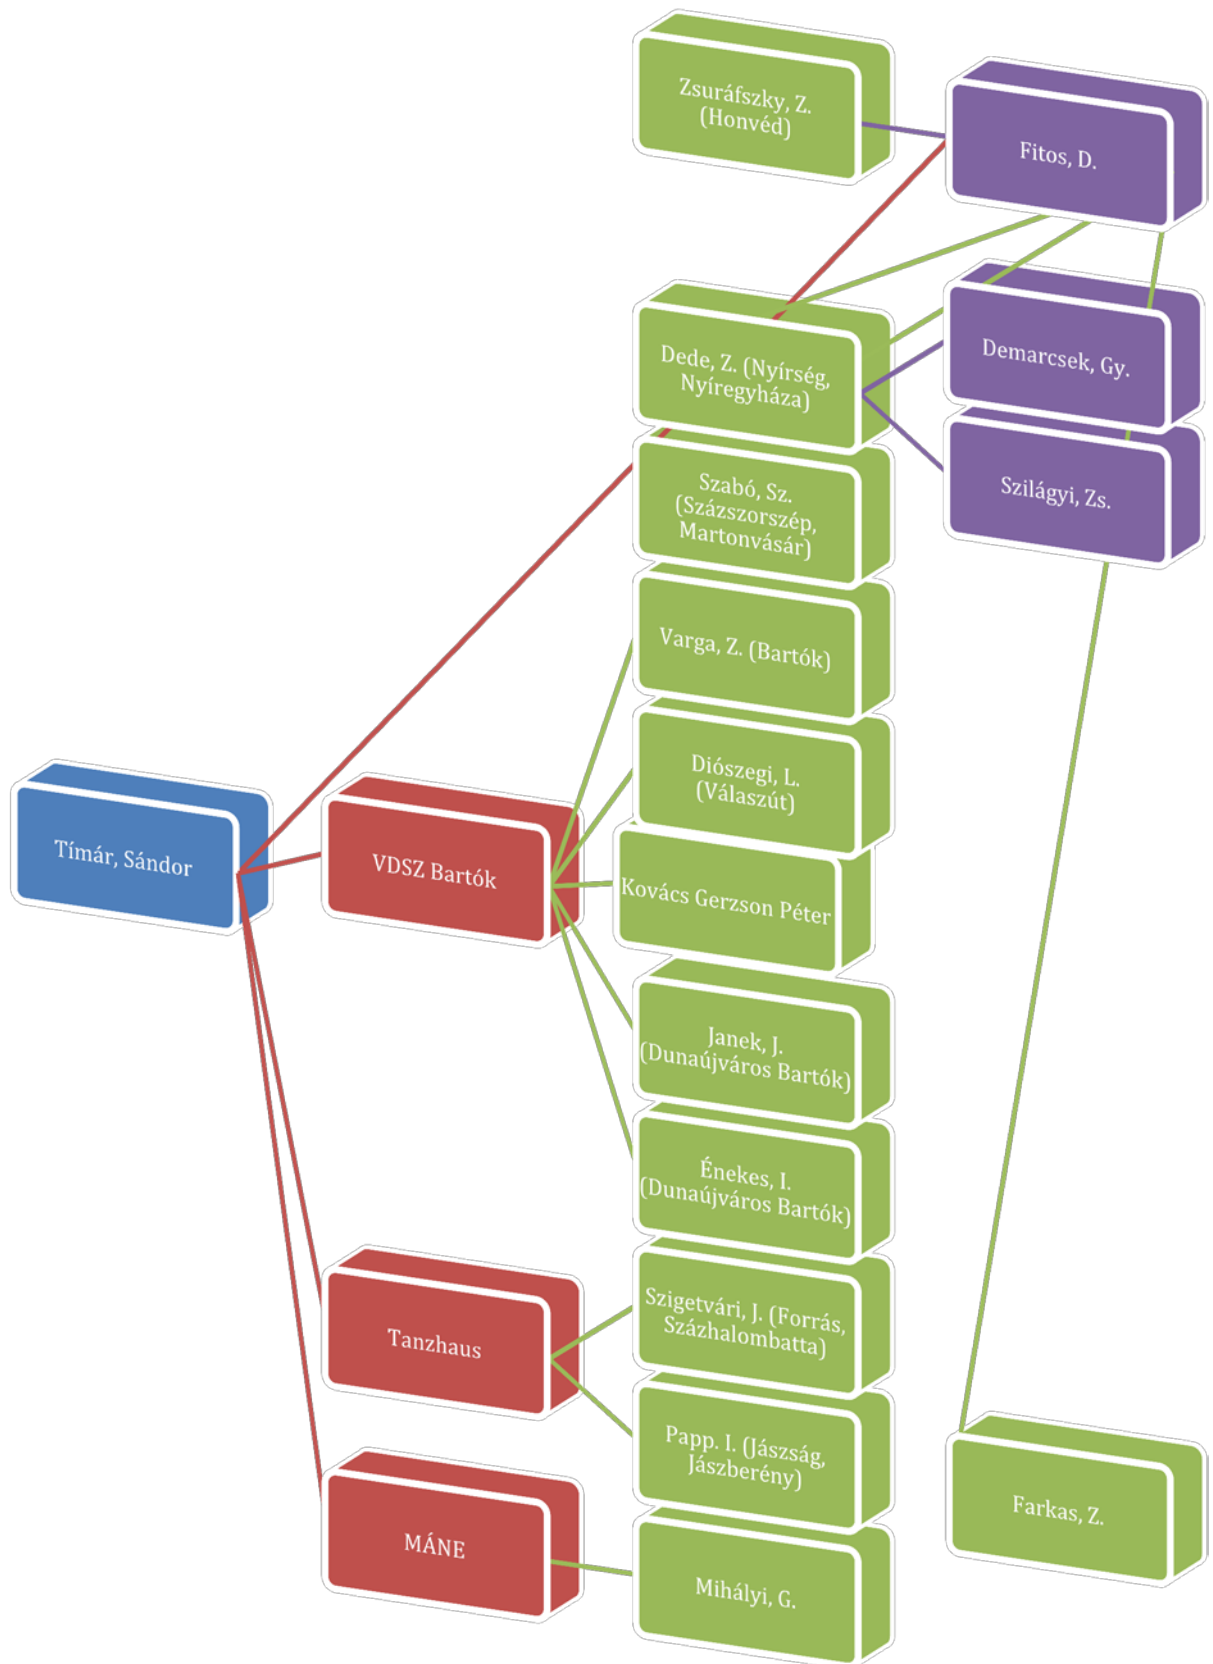 Zsuráfszky, Z.
(Honvéd)
Fitos, D.
Dede, Z. (Nyírség,
Nyíregyháza)
Demarcsek, Gy.
Szilágyi, Zs.
Szabó, Sz.
(Százszorszép,
Martonvásár)
Varga, Z. (Bartók)
Diószegi, L.
(Válaszút)
Tímár, Sándor
VDSZ Bartók
Kovács Gerzson Péter
Janek, J.
(Dunaújváros Bartók)
Énekes, I.
(Dunaújváros Bartók)
Tanzhaus
Szigetvári, J. (Forrás,
Százhalombatta)
Papp. I. (Jászság,
Jászberény)
MÁNE
Mihályi, G.
Farkas, Z.